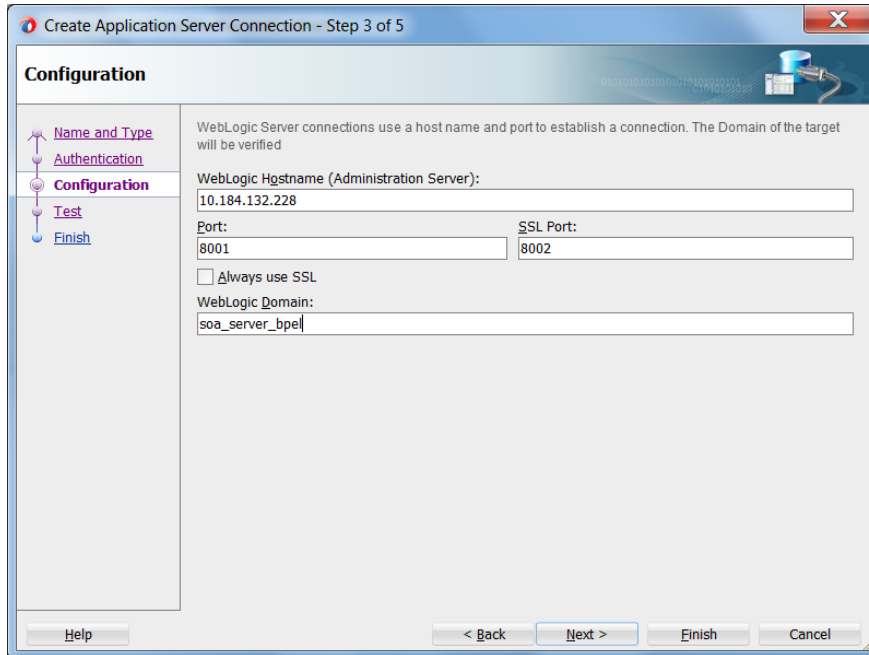 Create Application Server Connection - Step 3 of 5
Configuration
Name and Type
Authentication
Configuration
Test
Finish
WebLogic Server connections use a host name and port to establish a connection. The Domain of the target
will be verified
WebLogic Hostname (Administration Server):
10.184.132.228
Port:
SSL Port:
8001
8002
Always use SSL
WebLogic Domain:
soa_server_bpel
Help
< Back
Next >
Finish
Cancel